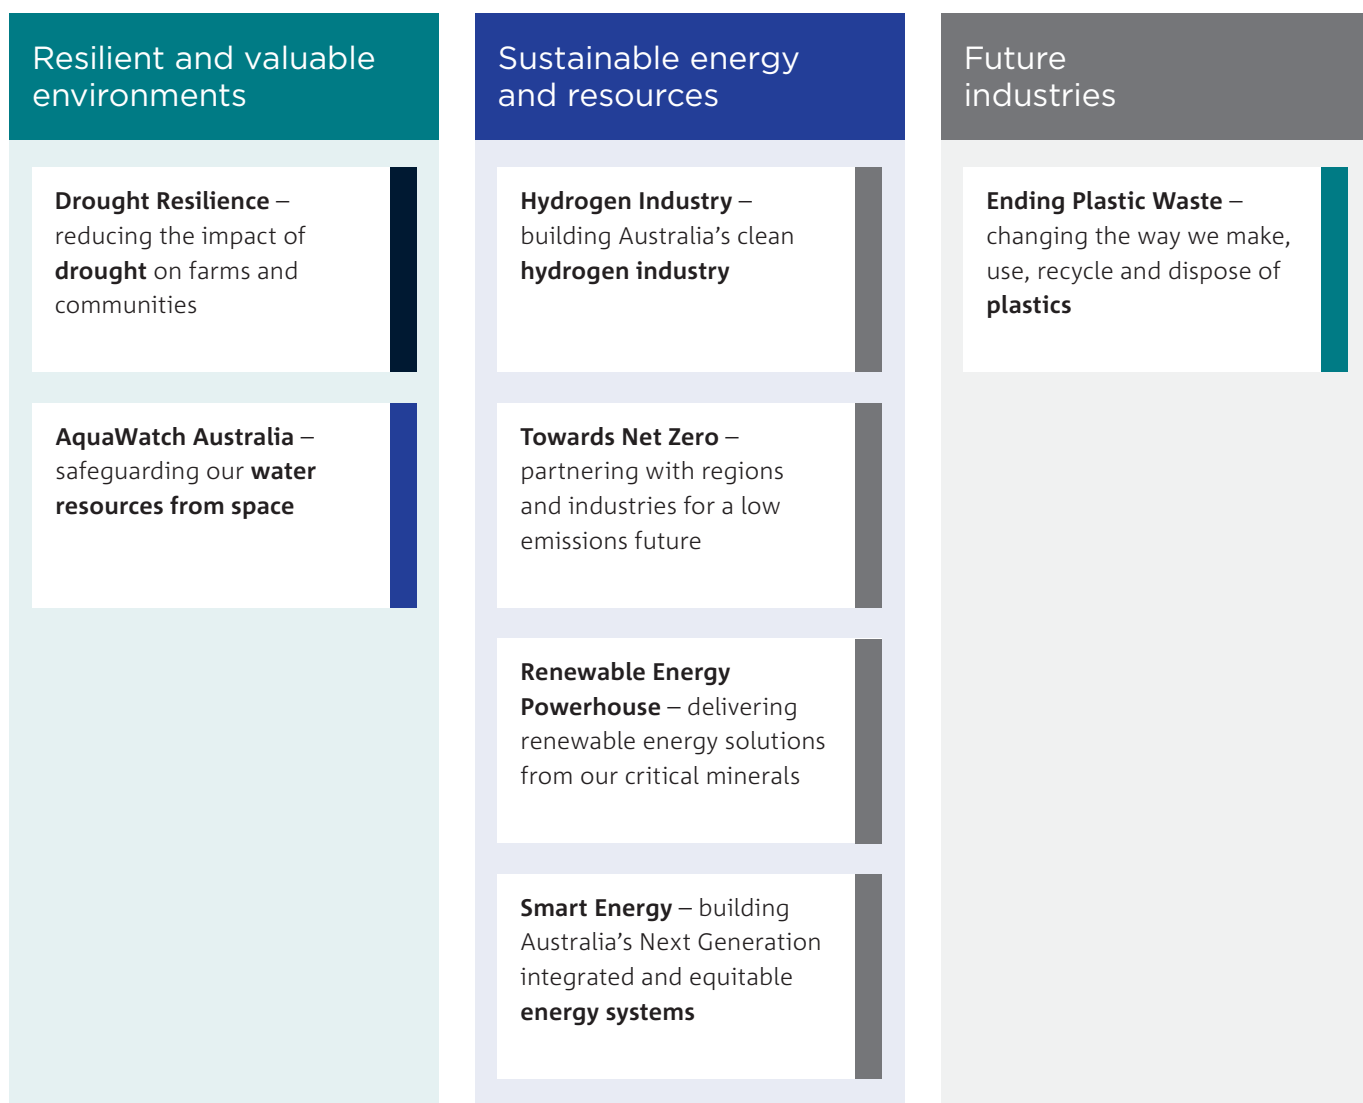 Resilient and valuable
environments
Drought Resilience –
reducing the impact of
drought on farms and
communities
AquaWatch Australia –
safeguarding our water
resources from space
Sustainable energy
and resources
Hydrogen Industry –
building Australia’s clean
hydrogen industry
Towards Net Zero –
partnering with regions
and industries for a low
emissions future
Renewable Energy
Powerhouse – delivering
renewable energy solutions
from our critical minerals
Smart Energy – building
Australia’s Next Generation
integrated and equitable
energy systems
Future
industries
Ending Plastic Waste –
changing the way we make,
use, recycle and dispose of
plastics